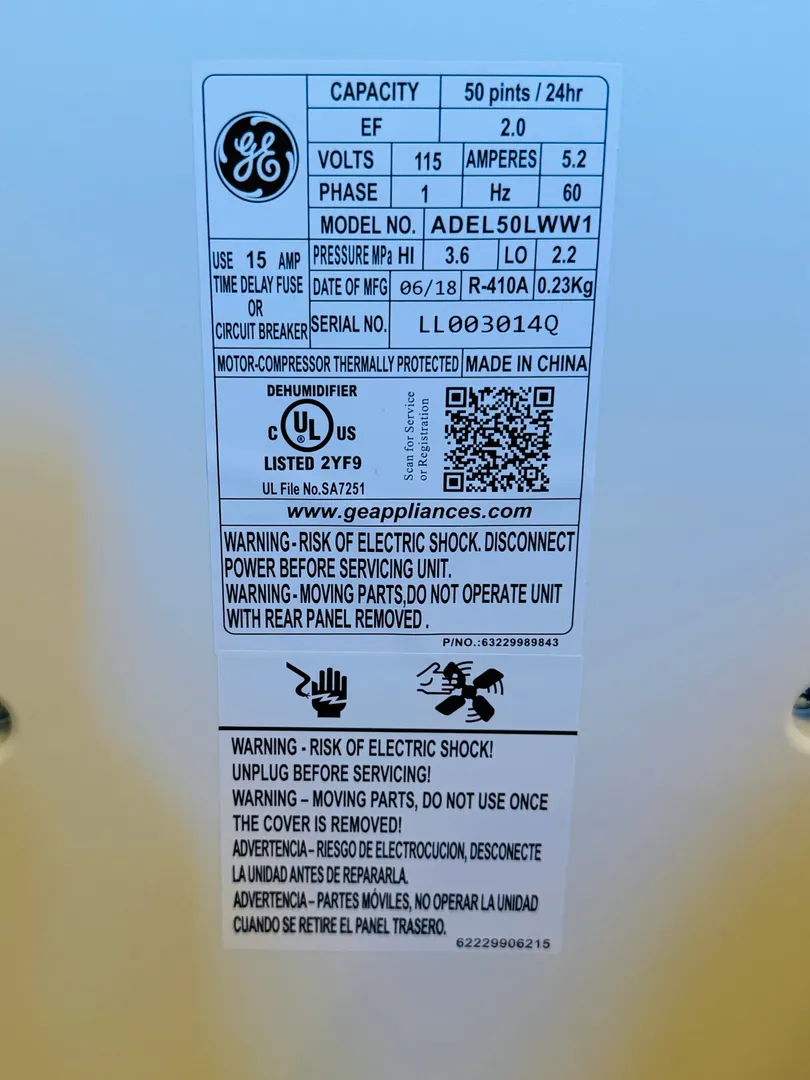 GE
CAPACITY 50 pints / 24hr
EF 2.0
VOLTS 115 AMPERES 5.2
PHASE 1 Hz 60
MODEL NO. ADEL50LWW1
USE 15 AMP
TIME DELAY FUSE
OR
CIRCUIT BREAKER
PRESSURE MPa HI 3.6 LO 2.2
DATE OF MFG 06/18 R-410A 0.23Kg
SERIAL NO. LL003014Q
MOTOR-COMPRESSOR THERMALLY PROTECTED MADE IN CHINA
DEHUMIDIFIER
C UL ® US
LISTED 2YF9
UL File No.SA7251
Scan for Service
or Registration
www.geappliances.com
WARNING-RISK OF ELECTRIC SHOCK. DISCONNECT
POWER BEFORE SERVICING UNIT.
WARNING-MOVING PARTS,DO NOT OPERATE UNIT
WITH REAR PANEL REMOVED .
P/NO.:63229989843
WARNING - RISK OF ELECTRIC SHOCK!
UNPLUG BEFORE SERVICING!
WARNING – MOVING PARTS, DO NOT USE ONCE
THE COVER IS REMOVED!
ADVERTENCIA– RIESGO DE ELECTROCUCION, DESCONECTE
LA UNIDAD ANTES DE REPARARLA.
ADVERTENCIA– PARTES MÓVILES, NO OPERAR LA UNIDAD
CUANDO SE RETIRE EL PANEL TRASERO.
62229906215